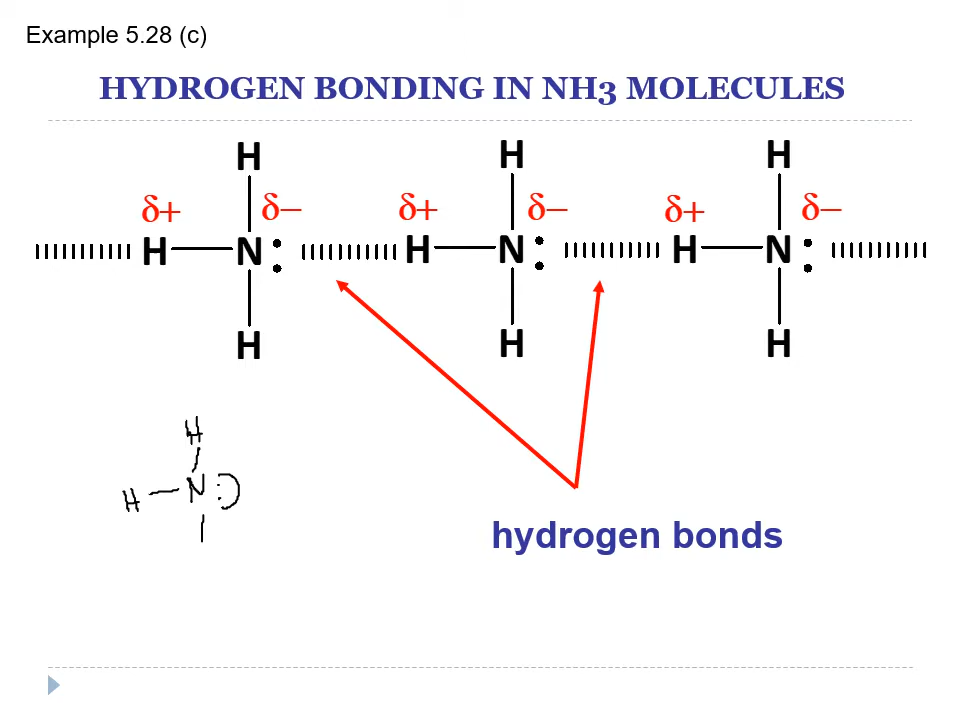 Example 5.28 (c)
HYDROGEN BONDING IN NH3 MOLECULES
H H H
δ+ δ− δ+ δ− δ+ δ−
H N : H N : H N :
H H H
H
H N :
hydrogen bonds